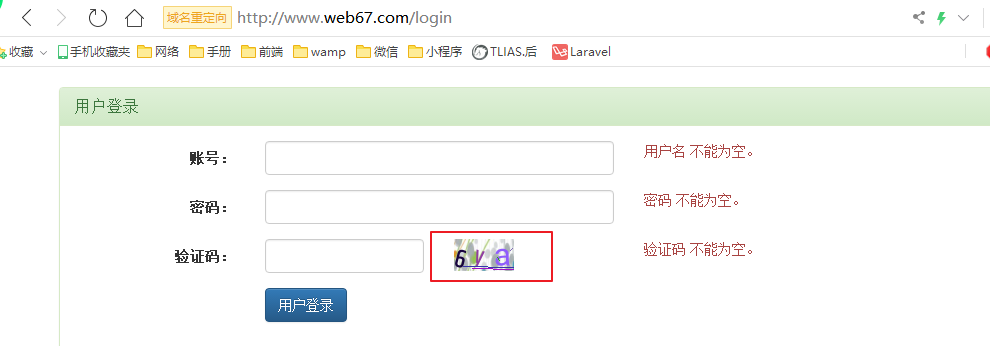 域名重定向 http://www.web67.com/login
收藏 手机收藏夹 网络 手册 前端 wamp 微信 小程序 TLIAS.后 Laravel
用户登录
账号： 用户名 不能为空。
密码： 密码 不能为空。
验证码： 6ya 验证码 不能为空。
用户登录